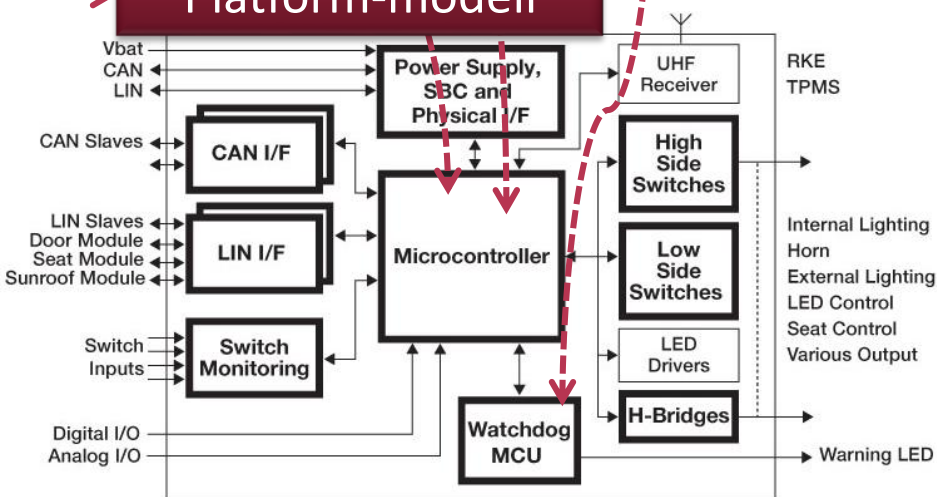 Platform-modell
Vbat
CAN
LIN
Power Supply,
SBC and
Physical I/F
UHF
Receiver
RKE
TPMS
CAN Slaves
CAN I/F
High
Side
Switches
LIN Slaves
Door Module
Seat Module
Sunroof Module
LIN I/F
Microcontroller
Low
Side
Switches
Internal Lighting
Horn
External Lighting
LED Control
Seat Control
Various Output
Switch
Inputs
Switch
Monitoring
LED
Drivers
H-Bridges
Digital I/O
Analog I/O
Watchdog
MCU
Warning LED